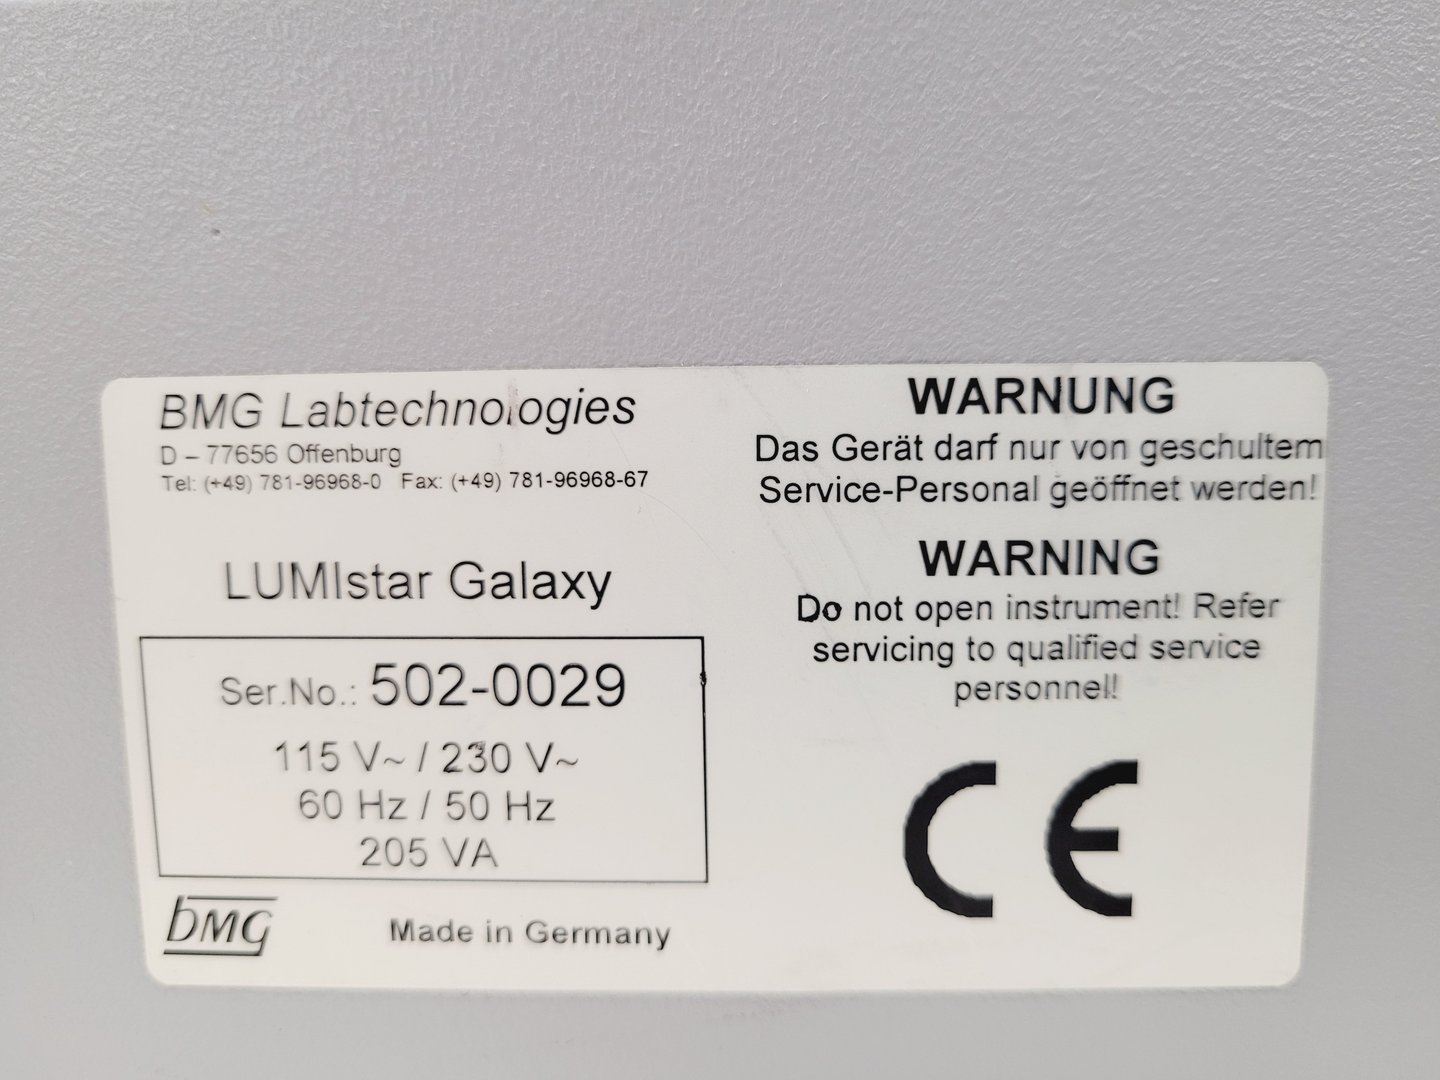 BMG Labtechnologies
D – 77656 Offenburg
Tel: (+49) 781-96968-0 Fax: (+49) 781-96968-67
LUMIstar Galaxy
Ser.No.: 502-0029
115 V~ / 230 V~
60 Hz / 50 Hz
205 VA
bMG
Made in Germany
WARNUNG
Das Gerät darf nur von geschultem
Service-Personal geöffnet werden!
WARNING
Do not open instrument! Refer
servicing to qualified service
personnel!
CE